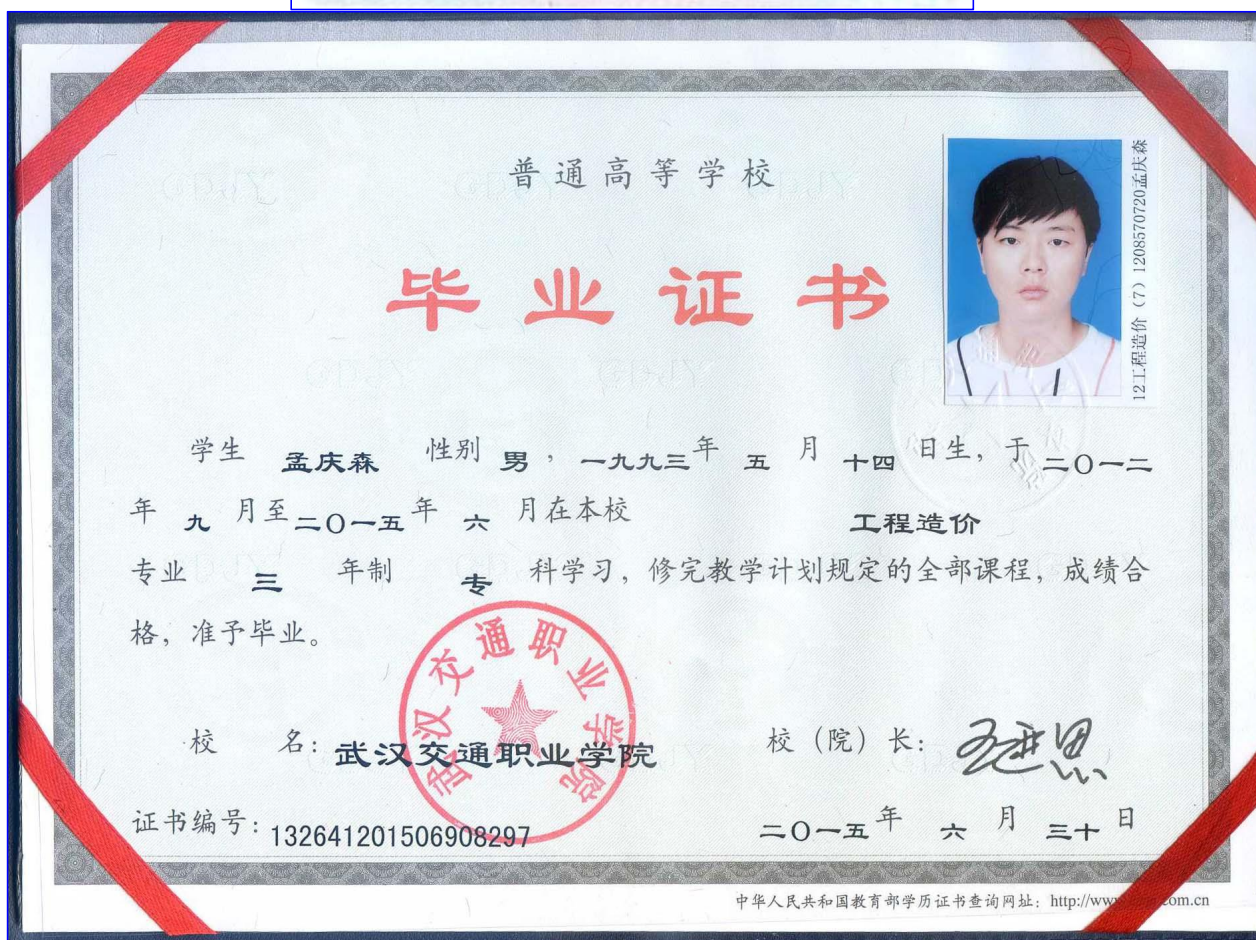 普通高等学校
毕业证书
12工程造价（7）1208570720孟庆森
学生 孟庆森 性别 男，一九九三年 五 月 十四 日生，于 二〇一二
年 九 月至 二〇一五 年 六 月在本校 工程造价
专业 三 年制 专 科学习，修完教学计划规定的全部课程，成绩合
格，准予毕业。
武汉交通职业学院
校 名：武汉交通职业学院 校（院）长：
证书编号：132641201506908297 二〇一五 年 六 月 三十 日
中华人民共和国教育部学历证书查询网址：http://www. .com.cn